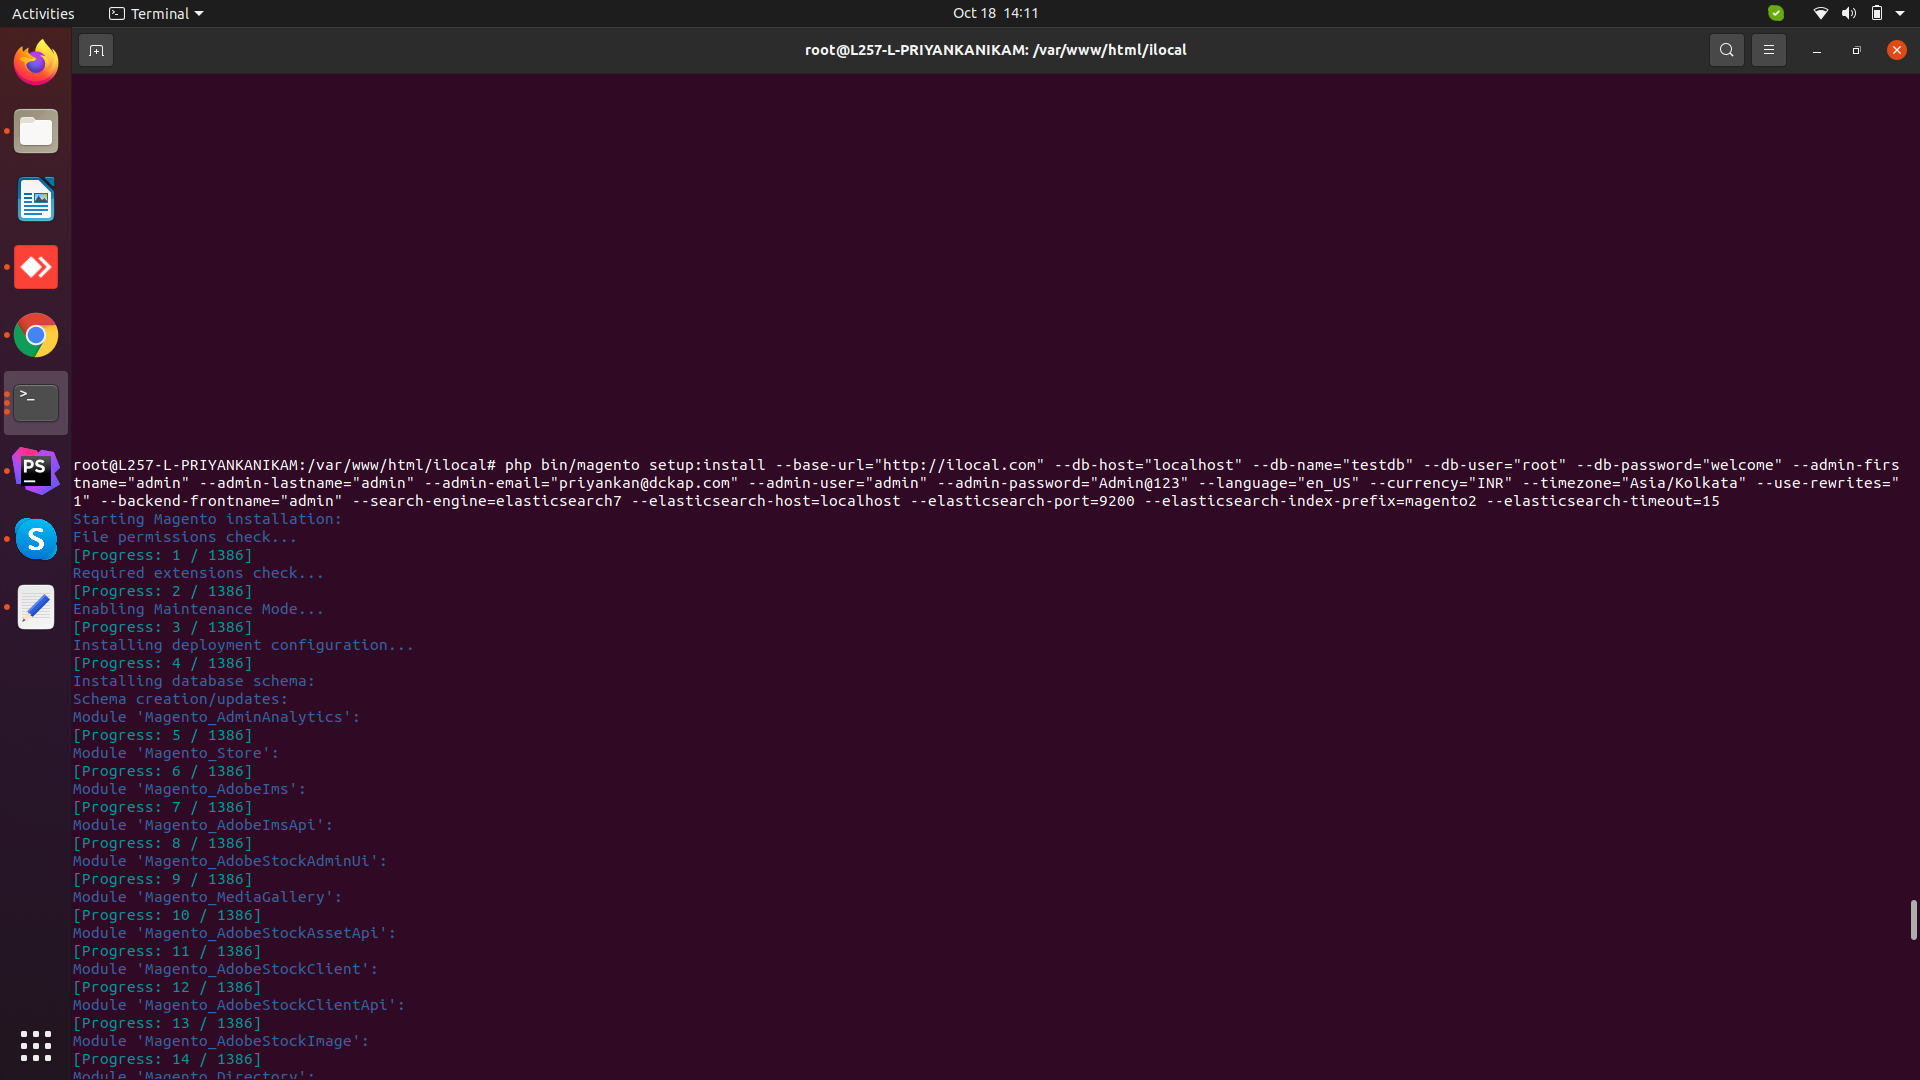 Activities
Terminal
Oct 18 14:11
root@L257-L-PRIYANKANIKAM: /var/www/html/ilocal
>_
PS
S
root@L257-L-PRIYANKANIKAM:/var/www/html/ilocal# php bin/magento setup:install --base-url="http://ilocal.com" --db-host="localhost" --db-name="testdb" --db-user="root" --db-password="welcome" --admin-firs
tname="admin" --admin-lastname="admin" --admin-email="priyankan@dckap.com" --admin-user="admin" --admin-password="Admin@123" --language="en_US" --currency="INR" --timezone="Asia/Kolkata" --use-rewrites="
1" --backend-frontname="admin" --search-engine=elasticsearch7 --elasticsearch-host=localhost --elasticsearch-port=9200 --elasticsearch-index-prefix=magento2 --elasticsearch-timeout=15
Starting Magento installation:
File permissions check...
[Progress: 1 / 1386]
Required extensions check...
[Progress: 2 / 1386]
Enabling Maintenance Mode...
[Progress: 3 / 1386]
Installing deployment configuration...
[Progress: 4 / 1386]
Installing database schema:
Schema creation/updates:
Module 'Magento_AdminAnalytics':
[Progress: 5 / 1386]
Module 'Magento_Store':
[Progress: 6 / 1386]
Module 'Magento_AdobeIms':
[Progress: 7 / 1386]
Module 'Magento_AdobeImsApi':
[Progress: 8 / 1386]
Module 'Magento_AdobeStockAdminUi':
[Progress: 9 / 1386]
Module 'Magento_MediaGallery':
[Progress: 10 / 1386]
Module 'Magento_AdobeStockAssetApi':
[Progress: 11 / 1386]
Module 'Magento_AdobeStockClient':
[Progress: 12 / 1386]
Module 'Magento_AdobeStockClientApi':
[Progress: 13 / 1386]
Module 'Magento_AdobeStockImage':
[Progress: 14 / 1386]
Module 'Magento_Directory':